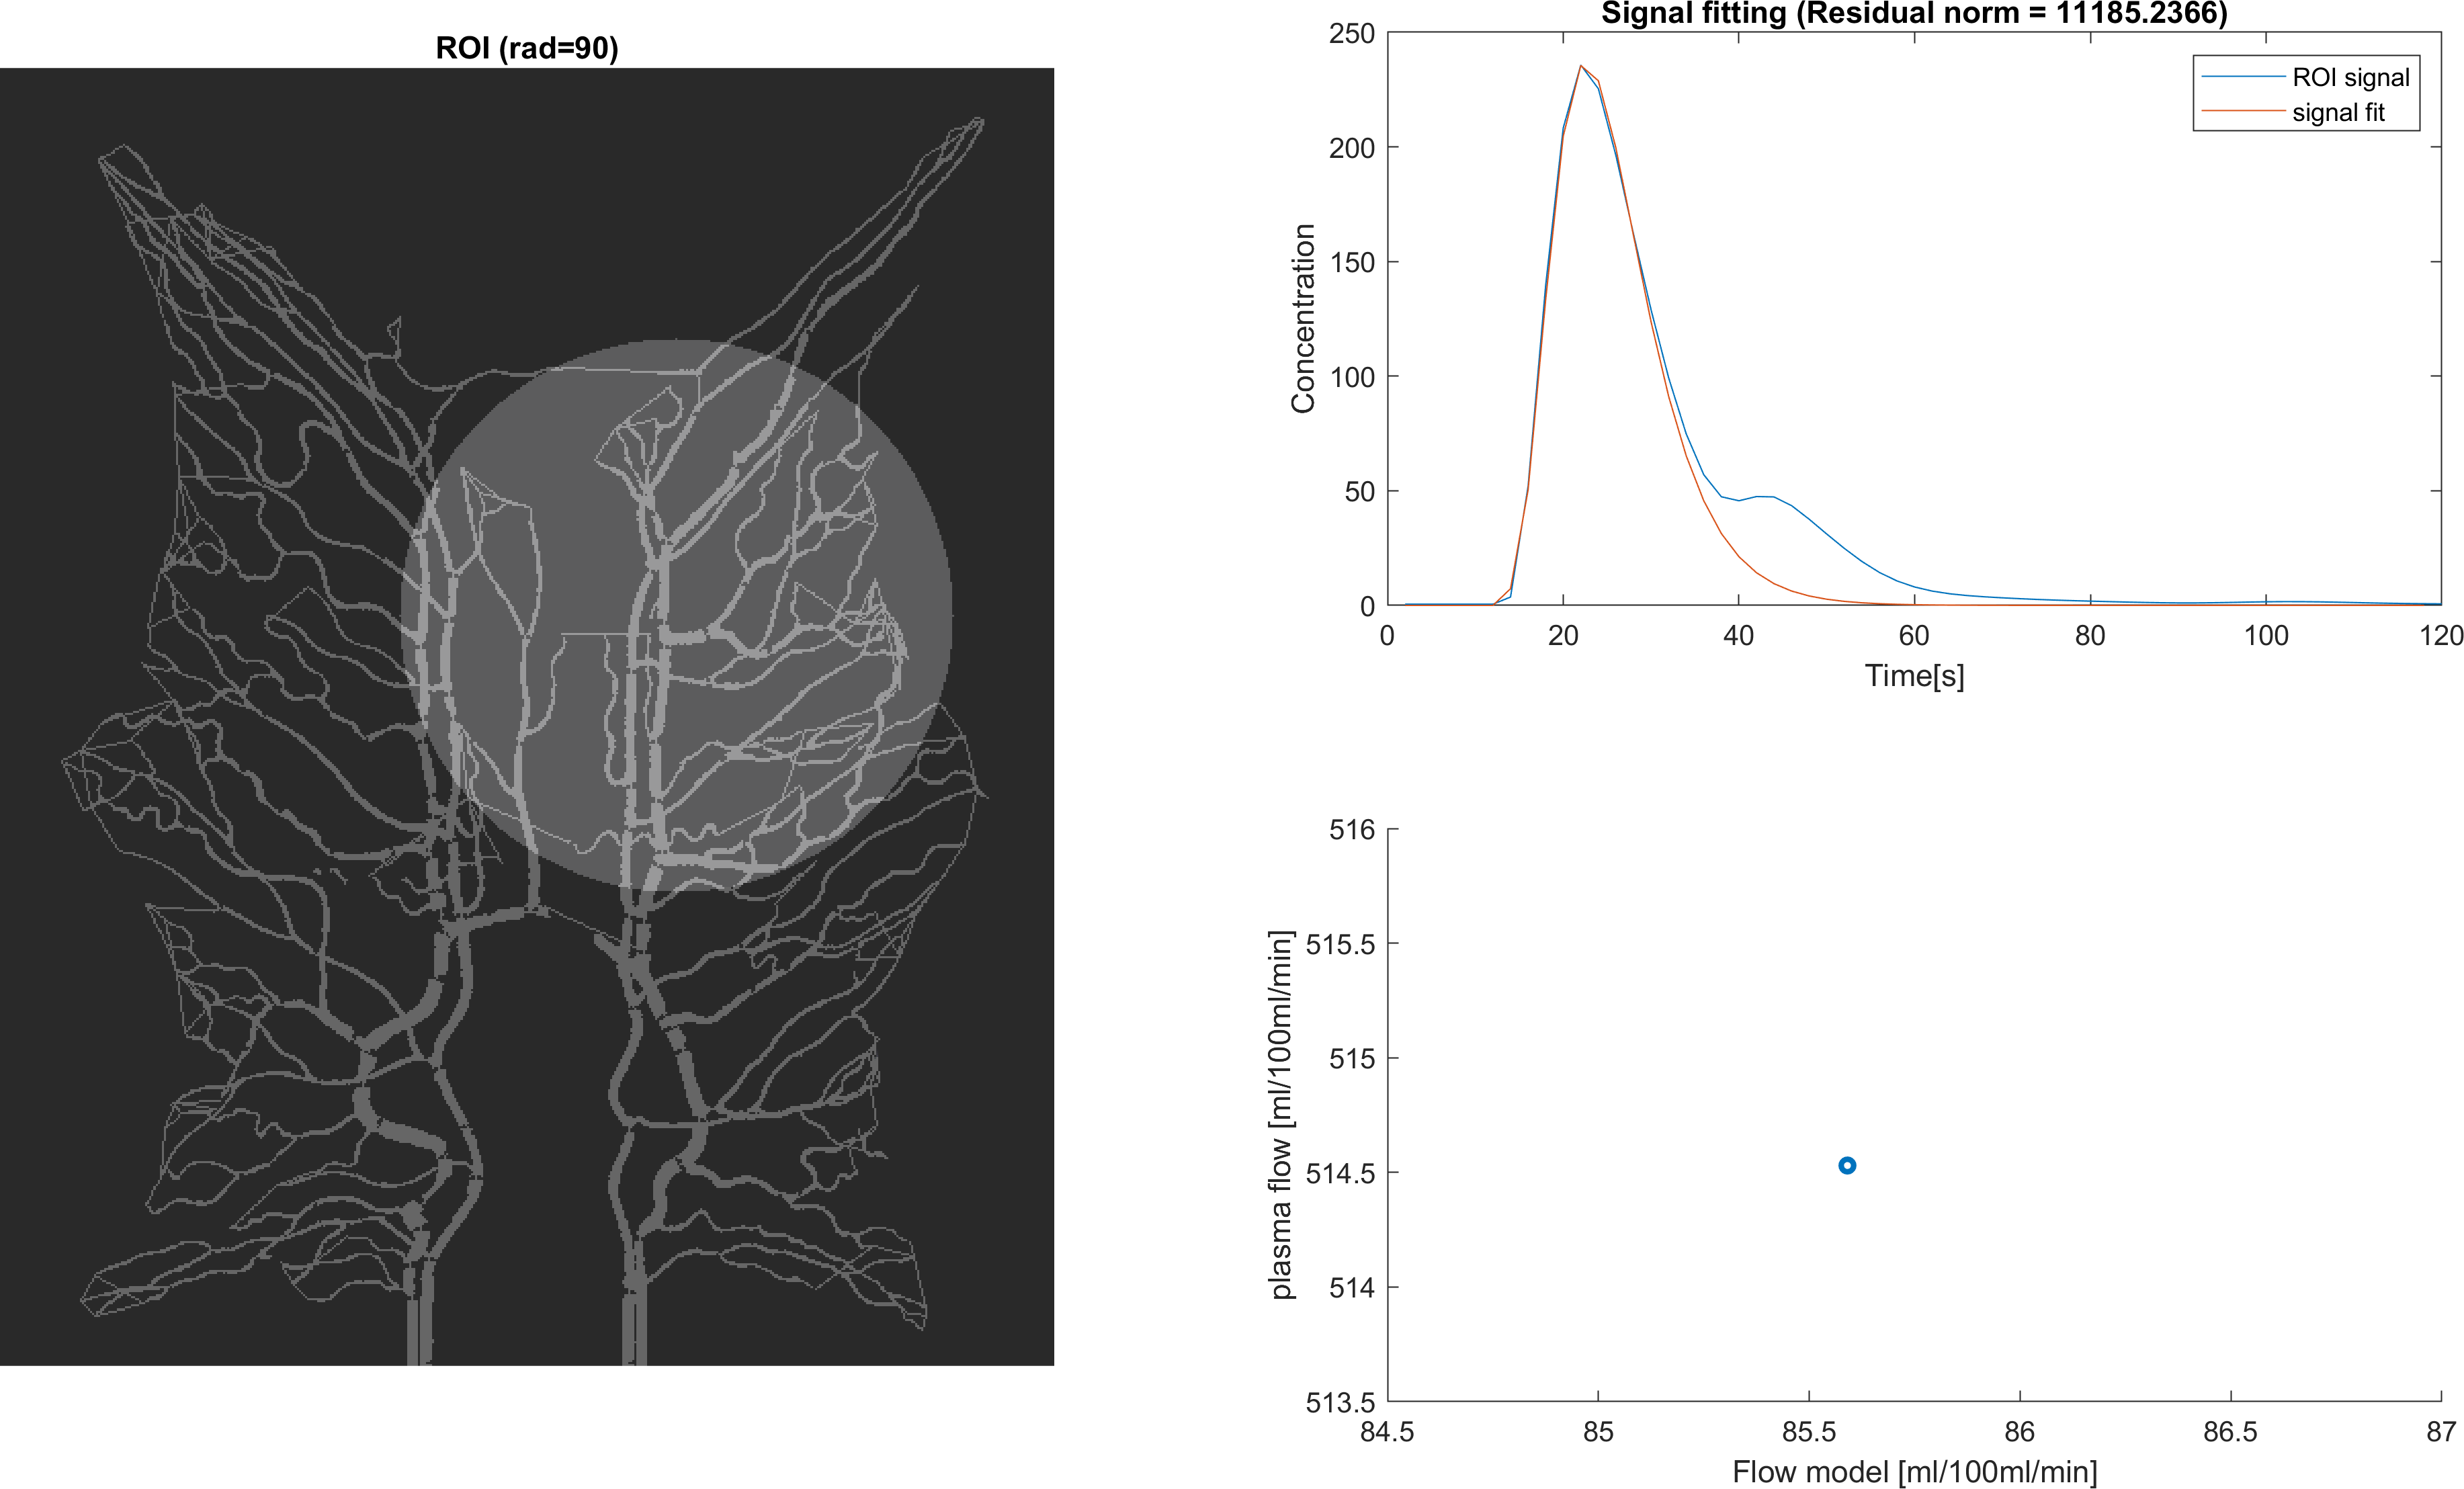 ROI (rad=90)
Signal fitting (Residual norm = 11185.2366)
250
200
150
100
50
0
Concentration
ROI signal
signal fit
0 20 40 60 80 100 120
Time[s]
516
515.5
515
514.5
514
513.5
plasma flow [ml/100ml/min]
84.5 85 85.5 86 86.5 87
Flow model [ml/100ml/min]